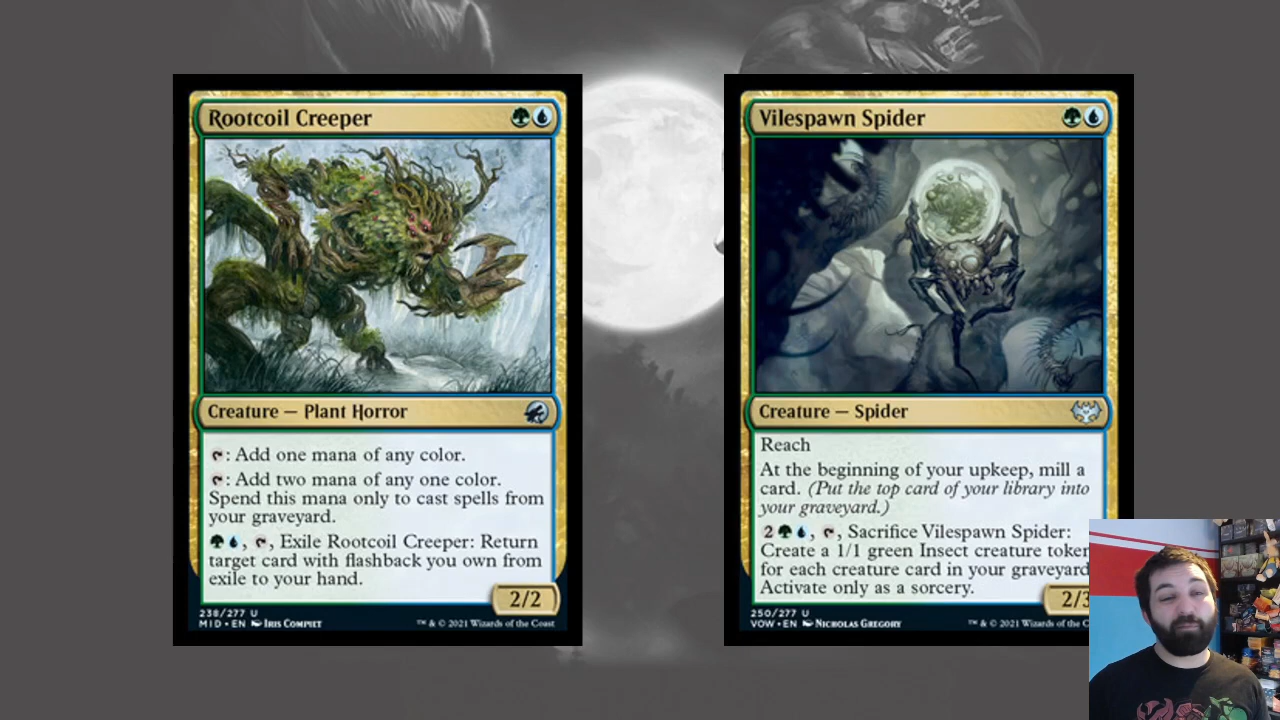 Rootcoil Creeper
Creature — Plant Horror
: Add one mana of any color.
: Add two mana of any one color.
Spend this mana only to cast spells from
your graveyard.
, , Exile Rootcoil Creeper: Return
target card with flashback you own from
exile to your hand.
2/2
238/277 U
MID • EN Iris Compiet
™ & © 2021 Wizards of the Coast
Vilespawn Spider
Creature — Spider
Reach
At the beginning of your upkeep, mill a
card. (Put the top card of your library into
your graveyard.)
2, , Sacrifice Vilespawn Spider:
Create a 1/1 green Insect creature token
for each creature card in your graveyard
Activate only as a sorcery.
2/3
250/277 U
VOW • EN Nicholas Gregory
™ & © 2021 Wizards of the C